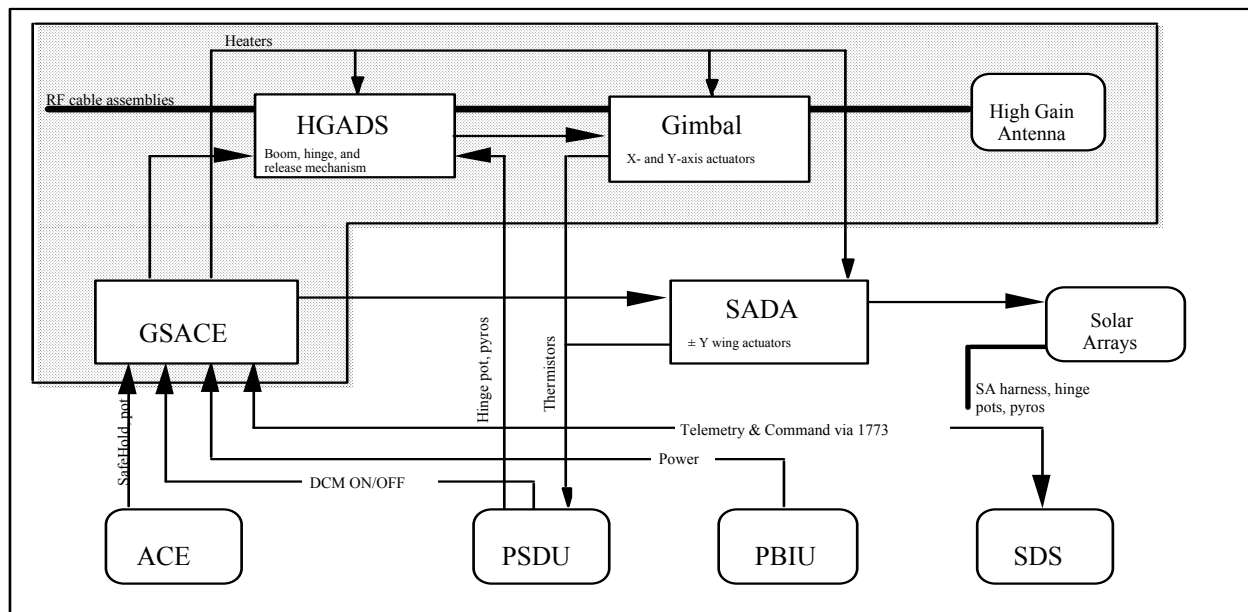 Heaters
RF cable assemblies
HGADS
Boom, hinge, and
release mechanism
Gimbal
X- and Y-axis actuators
High Gain
Antenna
GSACE
SADA
± Y wing actuators
Solar
Arrays
SafeHold, pot
Hinge pot, pyros
Thermistors
SA harness, hinge
pots, pyros
Telemetry & Command via 1773
Power
DCM ON/OFF
ACE
PSDU
PBIU
SDS